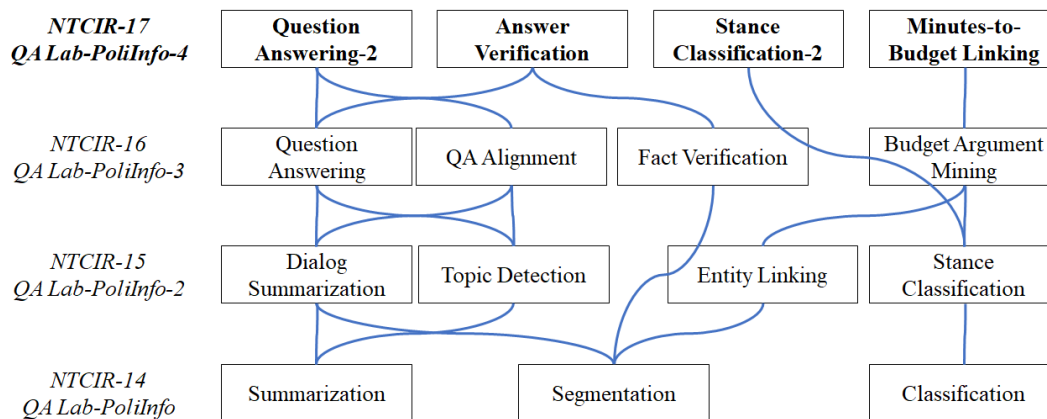 NTCIR-17
QA Lab-PoliInfo-4
Question
Answering-2
Answer
Verification
Stance
Classification-2
Minutes-to-
Budget Linking
NTCIR-16
QA Lab-PoliInfo-3
Question
Answering
QA Alignment
Fact Verification
Budget Argument
Mining
NTCIR-15
QA Lab-PoliInfo-2
Dialog
Summarization
Topic Detection
Entity Linking
Stance
Classification
NTCIR-14
QA Lab-PoliInfo
Summarization
Segmentation
Classification